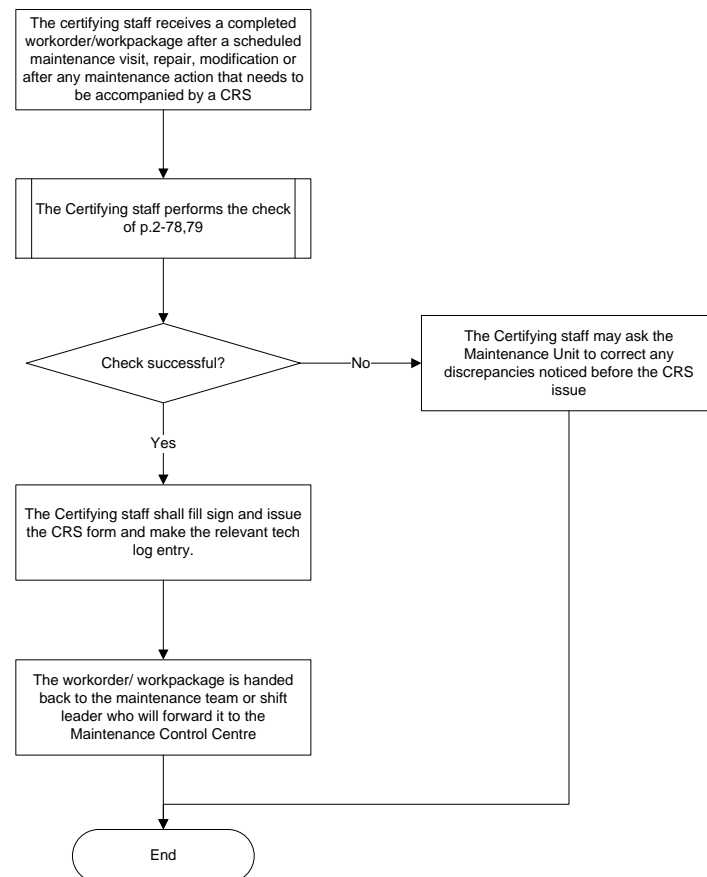 The certifying staff receives a completed
workorder/workpackage after a scheduled
maintenance visit, repair, modification or
after any maintenance action that needs to
be accompanied by a CRS
The Certifying staff performs the check
of p.2-78,79
Check successful?
No
The Certifying staff may ask the
Maintenance Unit to correct any
discrepancies noticed before the CRS
issue
Yes
The Certifying staff shall fill sign and issue
the CRS form and make the relevant tech
log entry.
The workorder/ workpackage is handed
back to the maintenance team or shift
leader who will forward it to the
Maintenance Control Centre
End